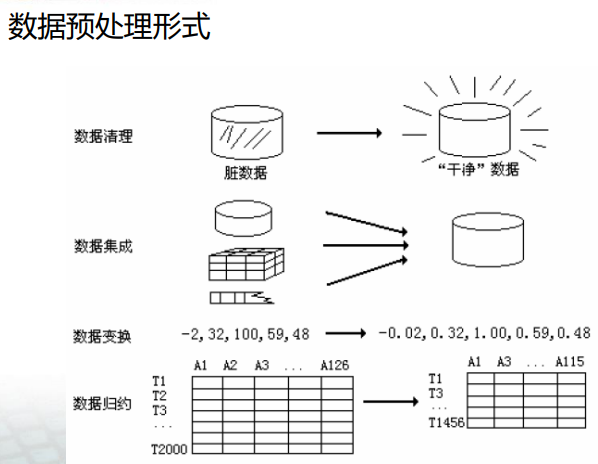 数据预处理形式
数据清理
脏数据
“干净”数据
数据集成
数据变换
-2,32,100,59,48
-0.02,0.32,1.00,0.59,0.48
数据归约
A1 A2 A3 ... A126
T1
T2
T3
...
T2000
A1 A3 ... A115
T1
T3
...
T1456